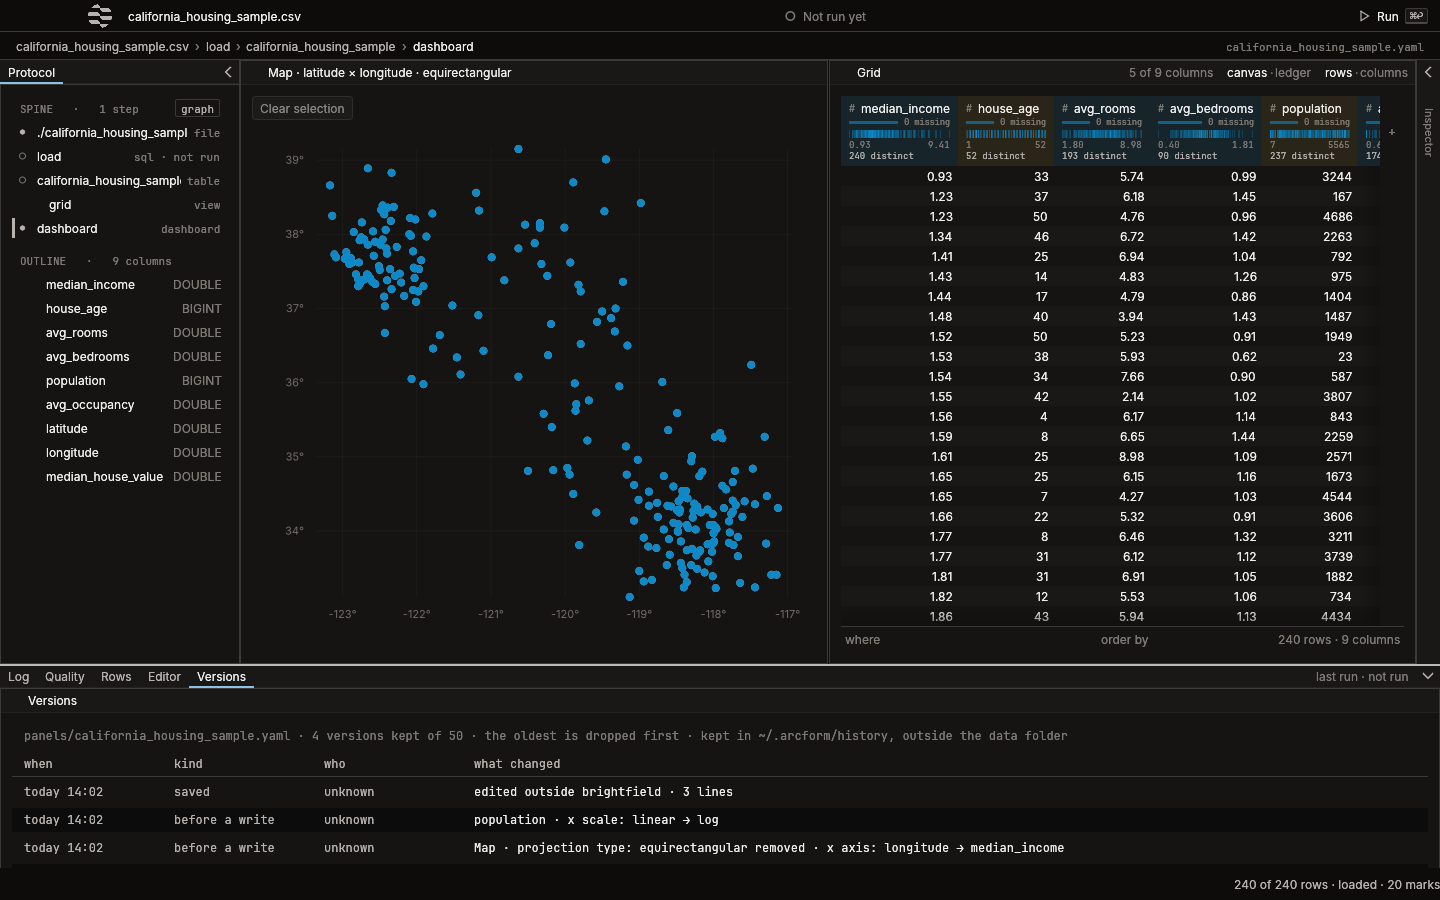 california_housing_sample.csv
Not run yet
Run
california_housing_sample.csv › load › california_housing_sample › dashboard
california_housing_sample.yaml
Protocol
Map · latitude × longitude · equirectangular
Grid
5 of 9 columns canvas · ledger rows · columns
SPINE · 1 step graph
./california_housing_sampl file
load sql · not run
california_housing_sampl table
grid view
dashboard dashboard
OUTLINE · 9 columns
median_income DOUBLE
house_age BIGINT
avg_rooms DOUBLE
avg_bedrooms DOUBLE
population BIGINT
avg_occupancy DOUBLE
latitude DOUBLE
longitude DOUBLE
median_house_value DOUBLE
Clear selection
39°
38°
37°
36°
35°
34°
-123° -122° -121° -120° -119° -118° -117°
# median_income # house_age # avg_rooms # avg_bedrooms # population # a
0 missing 0 missing 0 missing 0 missing 0 missing
0.93 9.41 1 52 1.80 8.98 0.40 1.81 7 5565 0.6
240 distinct 52 distinct 193 distinct 90 distinct 237 distinct 174
+
0.93 33 5.74 0.99 3244
1.23 37 6.18 1.45 167
1.23 50 4.76 0.96 4686
1.34 46 6.72 1.42 2263
1.41 25 6.94 1.04 792
1.43 14 4.83 1.26 975
1.44 17 4.79 0.86 1404
1.48 40 3.94 1.43 1487
1.52 50 5.23 0.91 1949
1.53 38 5.93 0.62 23
1.54 34 7.66 0.90 587
1.55 42 2.14 1.02 3807
1.56 4 6.17 1.14 843
1.59 8 6.65 1.44 2259
1.61 25 8.98 1.09 2571
1.65 25 6.15 1.16 1673
1.65 7 4.27 1.03 4544
1.66 22 5.32 0.91 3606
1.77 8 6.46 1.32 3211
1.77 31 6.12 1.12 3739
1.81 31 6.91 1.05 1882
1.82 12 5.53 1.06 734
1.86 43 5.94 1.13 4434
where order by 240 rows · 9 columns
Inspector
Log Quality Rows Editor Versions
last run · not run
Versions
panels/california_housing_sample.yaml · 4 versions kept of 50 · the oldest is dropped first · kept in ~/.arcform/history, outside the data folder
when kind who what changed
today 14:02 saved unknown edited outside brightfield · 3 lines
today 14:02 before a write unknown population · x scale: linear → log
today 14:02 before a write unknown Map · projection type: equirectangular removed · x axis: longitude → median_income
240 of 240 rows · loaded · 20 marks